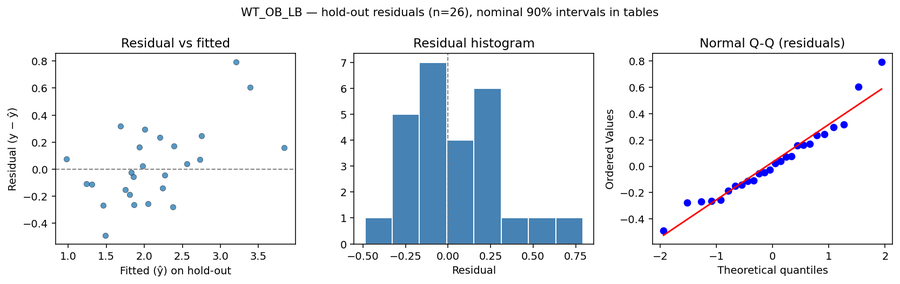 WT_OB_LB — hold-out residuals (n=26), nominal 90% intervals in tables
Residual vs fitted
Residual (y − ŷ)
0.8
0.6
0.4
0.2
0.0
−0.2
−0.4
1.0 1.5 2.0 2.5 3.0 3.5
Fitted (ŷ) on hold-out
Residual histogram
7
6
5
4
3
2
1
0
−0.50 −0.25 0.00 0.25 0.50 0.75
Residual
Normal Q-Q (residuals)
Ordered Values
0.8
0.6
0.4
0.2
0.0
−0.2
−0.4
−2 −1 0 1 2
Theoretical quantiles